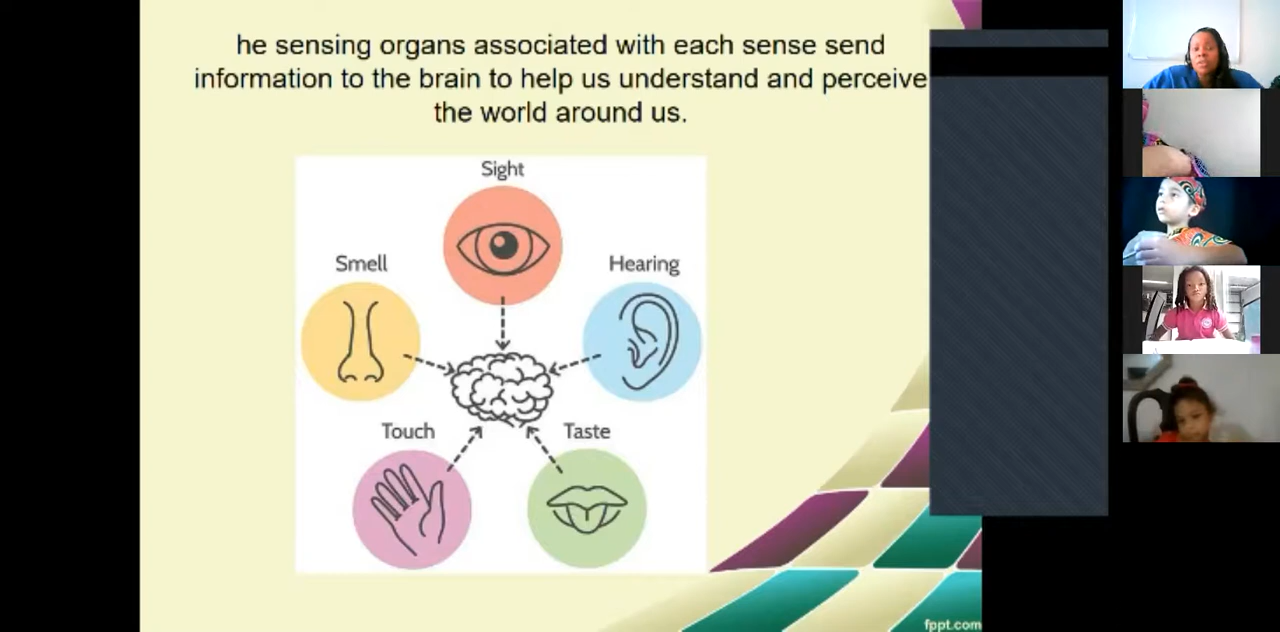 he sensing organs associated with each sense send
information to the brain to help us understand and perceive
the world around us.
Sight
Smell
Hearing
Touch
Taste
fppt.com